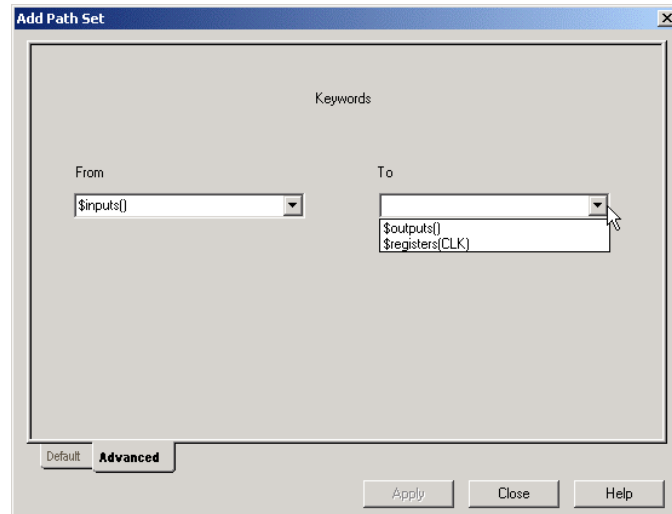 Add Path Set
Keywords
From To
$inputs()
$outputs()
$registers(CLK)
Default Advanced
Apply Close Help